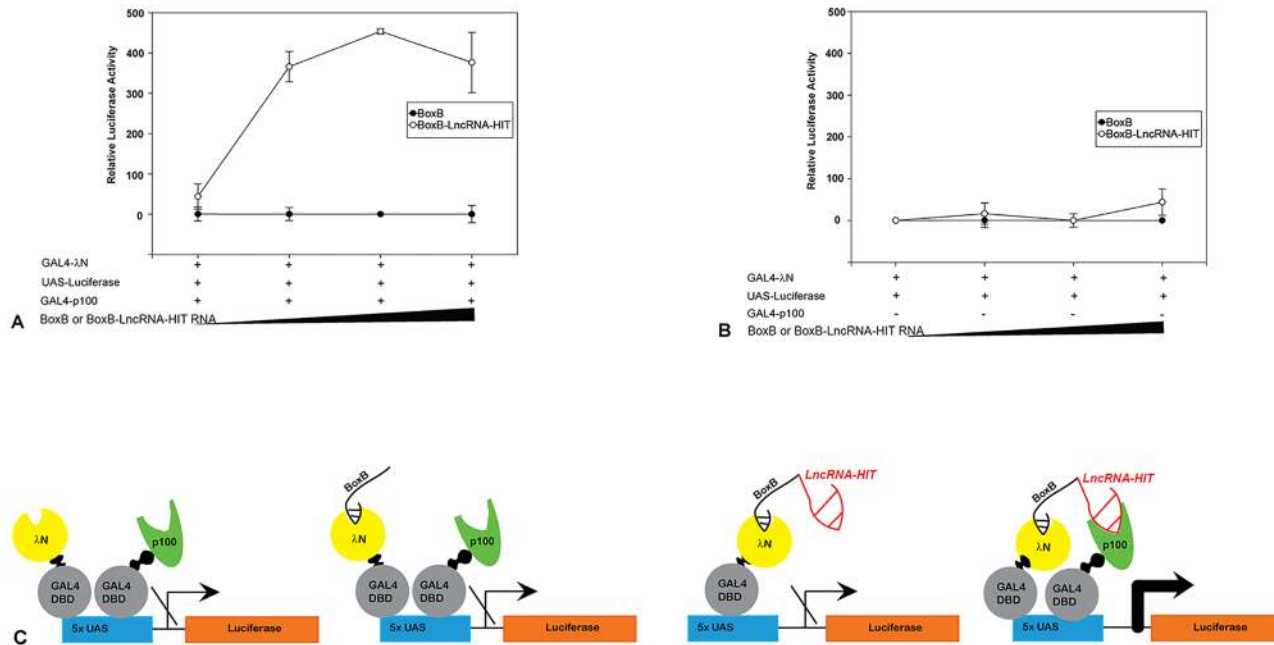 500
400
300
200
100
0
Relative Luciferase Activity
BoxB
BoxB-LncRNA-HIT
GAL4-λN + + + +
UAS-Luciferase + + + +
GAL4-p100 + + + +
A BoxB or BoxB-LncRNA-HIT RNA
500
400
300
200
100
0
Relative Luciferase Activity
BoxB
BoxB-LncRNA-HIT
GAL4-λN + + + +
UAS-Luciferase + + + +
GAL4-p100 - - - -
B BoxB or BoxB-LncRNA-HIT RNA
C
λN
p100
GAL4
DBD
GAL4
DBD
5x UAS
Luciferase
BoxB
λN
p100
GAL4
DBD
GAL4
DBD
5x UAS
Luciferase
BoxB
LncRNA-HIT
λN
GAL4
DBD
5x UAS
Luciferase
BoxB
LncRNA-HIT
λN
p100
GAL4
DBD
GAL4
DBD
5x UAS
Luciferase